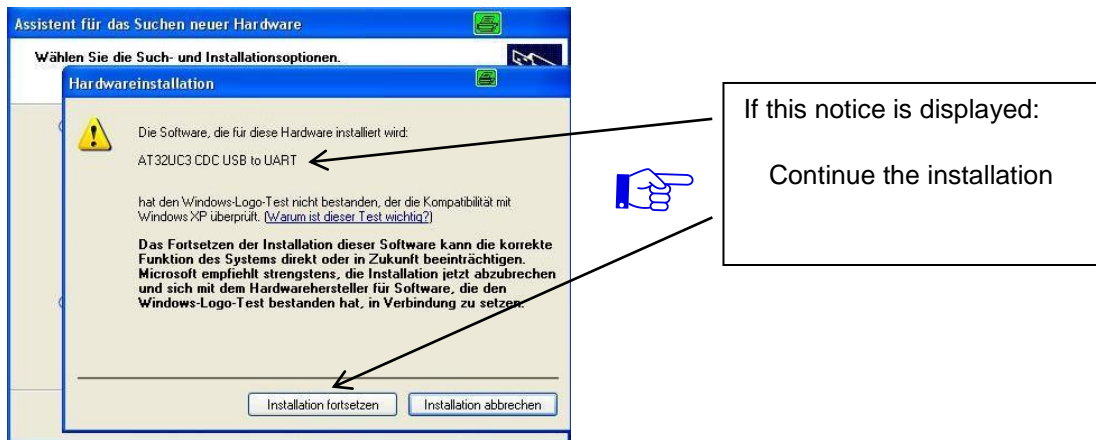 Assistent für das Suchen neuer Hardware
Wählen Sie die Such- und Installationsoptionen.
Hardwareinstallation
Die Software, die für diese Hardware installiert wird:
AT32UC3 CDC USB to UART
hat den Windows-Logo-Test nicht bestanden, der die Kompatibilität mit
Windows XP überprüft. (Warum ist dieser Test wichtig?)
Das Fortsetzen der Installation dieser Software kann die korrekte
Funktion des Systems direkt oder in Zukunft beeinträchtigen.
Microsoft empfiehlt strengstens, die Installation jetzt abzubrechen
und sich mit dem Hardwarehersteller für Software, die den
Windows-Logo-Test bestanden hat, in Verbindung zu setzen.
Installation fortsetzen
Installation abbrechen
If this notice is displayed:
Continue the installation